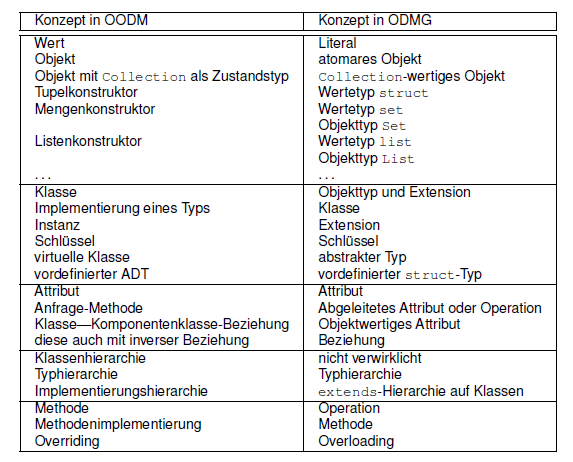 Konzept in OODM Konzept in ODMG
Wert Literal
Objekt atomares Objekt
Objekt mit Collection als Zustandstyp Collection-wertiges Objekt
Tupelkonstruktor Wertetyp struct
Mengenkonstruktor Wertetyp set
Objekttyp Set
Listenkonstruktor Wertetyp list
Objekttyp List
... ...
Klasse Objekttyp und Extension
Implementierung eines Typs Klasse
Instanz Extension
Schlüssel Schlüssel
virtuelle Klasse abstrakter Typ
vordefinierter ADT vordefinierter struct-Typ
Attribut Attribut
Anfrage-Methode Abgeleitetes Attribut oder Operation
Klasse—Komponentenklasse-Beziehung Objektwertiges Attribut
diese auch mit inverser Beziehung Beziehung
Klassenhierarchie nicht verwirklicht
Typhierarchie Typhierarchie
Implementierungshierarchie extends-Hierarchie auf Klassen
Methode Operation
Methodenimplementierung Methode
Overriding Overloading